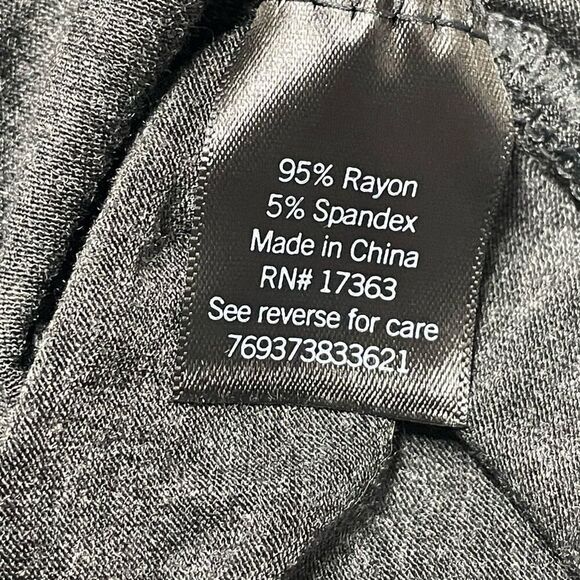 95% Rayon
5% Spandex
Made in China
RN# 17363
See reverse for care
769373833621